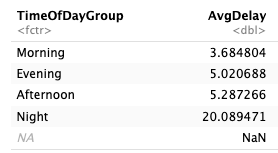 TimeOfDayGroup AvgDelay
<fctr> <dbl>
Morning 3.684804
Evening 5.020688
Afternoon 5.287266
Night 20.089471
NA NaN